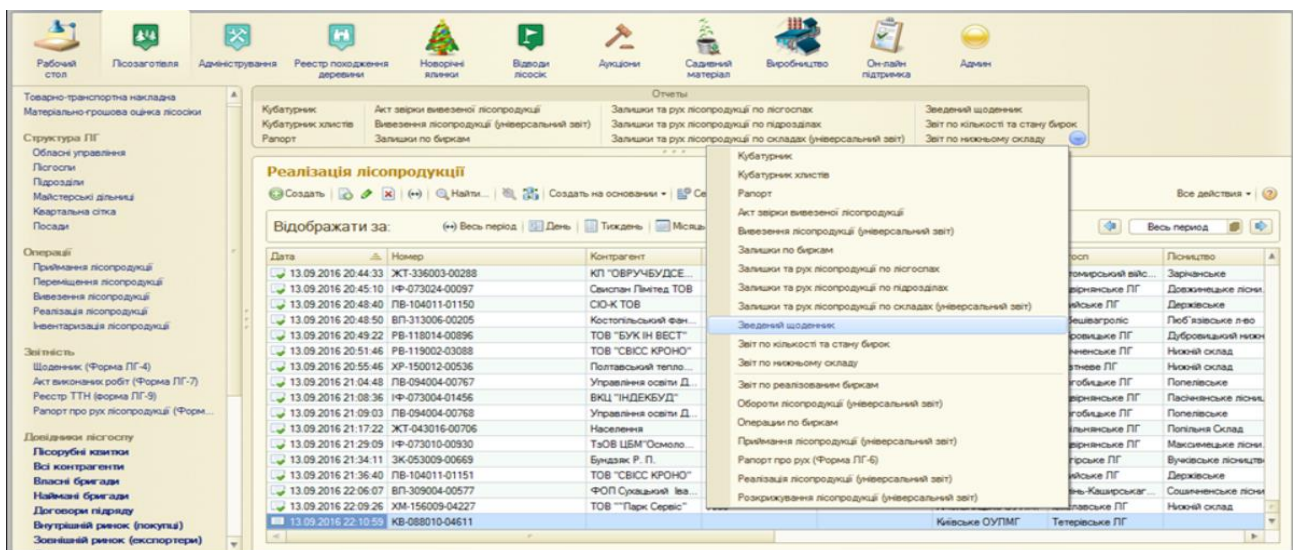 Рабочий стол
Лісозаготівля
Адміністрування
Реестр походження деревини
Новорічні ялинки
Відводи лісосік
Аукціони
Садивний матеріал
Виробництво
Он-лайн підтримка
Админ
Товарно-транспортна накладна
Матеріально-грошова оцінка лісосіки
Структура ЛГ
Обласні управління
Лісгоспи
Підрозділи
Майстерські дільниці
Квартальна сітка
Посади
Операції
Приймання лісопродукції
Переміщення лісопродукції
Вивезення лісопродукції
Реалізація лісопродукції
Інвентаризація лісопродукції
Звітність
Щоденник (Форма ЛГ-4)
Акт виконаних робіт (Форма ЛГ-7)
Реєстр ТТН (форма ЛГ-9)
Рапорт про рух лісопродукції (Форм...
Довідники лісгоспу
Лісорубні квитки
Всі контрагенти
Власні бригади
Наймані бригади
Договори підряду
Внутрішній ринок (покупці)
Зовнішній ринок (експортери)
Отчеты
Кубатурник Акт звірки вивезеної лісопродукції Залишки та рух лісопродукції по лісгоспах Зведений щоденник
Кубатурник хлистів Вивезення лісопродукції (універсальний звіт) Залишки та рух лісопродукції по підрозділах Звіт по кількості та стану бирок
Рапорт Залишки по биркам Залишки та рух лісопродукції по складах (універсальний звіт) Звіт по нижньому складу
Реалізація лісопродукції
Создать Найти... Создать на основании Все действия
Відображати за: Весь період День Тиждень Місяць Весь период
Дата Номер Контрагент Лісництво
13.09.2016 20:44:33 ЖТ-336003-00288 КП "ОВРУЧБУДСЕ... Зарічанське
13.09.2016 20:45:10 ІФ-073024-00097 Свиспан Лімітед ТОВ Довжинецьке лісни...
13.09.2016 20:48:40 ЛВ-104011-01150 СІО-К ТОВ Держівське
13.09.2016 20:48:50 ВЛ-313006-00205 Костопільський фан... Люб`язівське л-во
13.09.2016 20:49:22 РВ-118014-00896 ТОВ "БУК ІН ВЕСТ" Дубровицький нижн
13.09.2016 20:51:46 РВ-119002-03088 ТОВ "СВІСС КРОНО" Нижній склад
13.09.2016 20:55:46 ХР-150012-00536 Полтавський тепло... Нижній склад
13.09.2016 21:04:48 ЛВ-094004-00767 Управління освіти Д... Попелівське
13.09.2016 21:08:36 ІФ-073004-01456 ВКЦ "ІНДЕКБУД" Пасічнянське лісниц
13.09.2016 21:09:03 ЛВ-094004-00768 Управління освіти Д... Попелівське
13.09.2016 21:17:22 ЖТ-043016-00706 Населення Попільня Склад
13.09.2016 21:29:09 ІФ-073010-00930 ТзОВ ЦБМ"Осмоло... Максимецьке лісни.
13.09.2016 21:34:11 ЗК-053009-00669 Бундзяк Р. П. Вучківське лісництв
13.09.2016 21:36:40 ЛВ-104011-01151 ТОВ "СВІСС КРОНО" Держівське
13.09.2016 22:06:07 ВЛ-309004-00577 ФОП Сухацький Іва... Сошичненське лісни
13.09.2016 22:09:26 ХМ-156009-04227 ТОВ ""Парк Сервіс" Нижній склад
13.09.2016 22:10:59 КВ-088010-04611 Київське ОУЛМГ Тетерівське ЛГ
Кубатурник
Кубатурник хлистів
Рапорт
Акт звірки вивезеної лісопродукції
Вивезення лісопродукції (універсальний звіт)
Залишки по биркам
Залишки та рух лісопродукції по лісгоспах
Залишки та рух лісопродукції по підрозділах
Залишки та рух лісопродукції по складах (універсальний звіт)
Зведений щоденник
Звіт по кількості та стану бирок
Звіт по нижньому складу
Звіт по реалізованим биркам
Обороти лісопродукції (універсальний звіт)
Операции по биркам
Приймання лісопродукції (універсальний звіт)
Рапорт про рух (Форма ЛГ-6)
Реалізація лісопродукції (універсальний звіт)
Розкряжування лісопродукції (універсальний звіт)